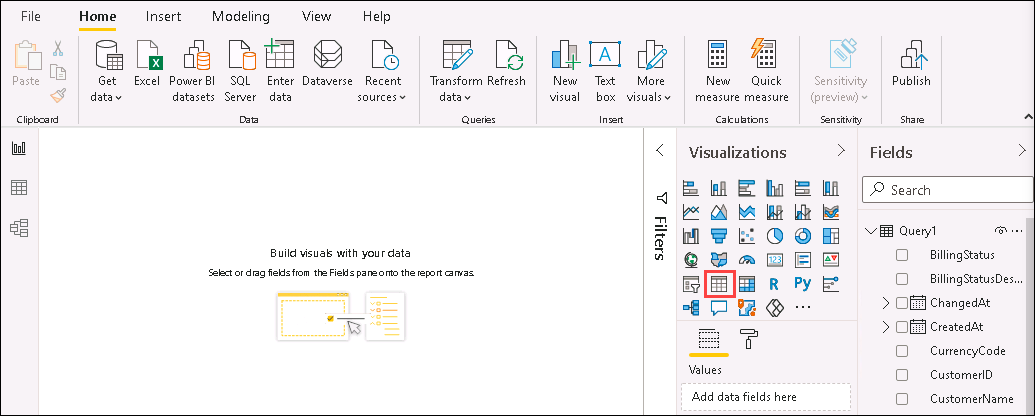 File Home Insert Modeling View Help
Paste
Get data
Excel
Power BI datasets
SQL Server
Enter data
Dataverse
Recent sources
Transform data
Refresh
New visual
Text box
More visuals
New measure
Quick measure
Sensitivity (preview)
Publish
Clipboard Data Queries Insert Calculations Sensitivity Share
Build visuals with your data
Select or drag fields from the Fields pane onto the report canvas.
Filters
Visualizations
123
R Py
Values
Add data fields here
Fields
Search
Query1
BillingStatus
BillingStatusDes...
ChangedAt
CreatedAt
CurrencyCode
CustomerID
CustomerName